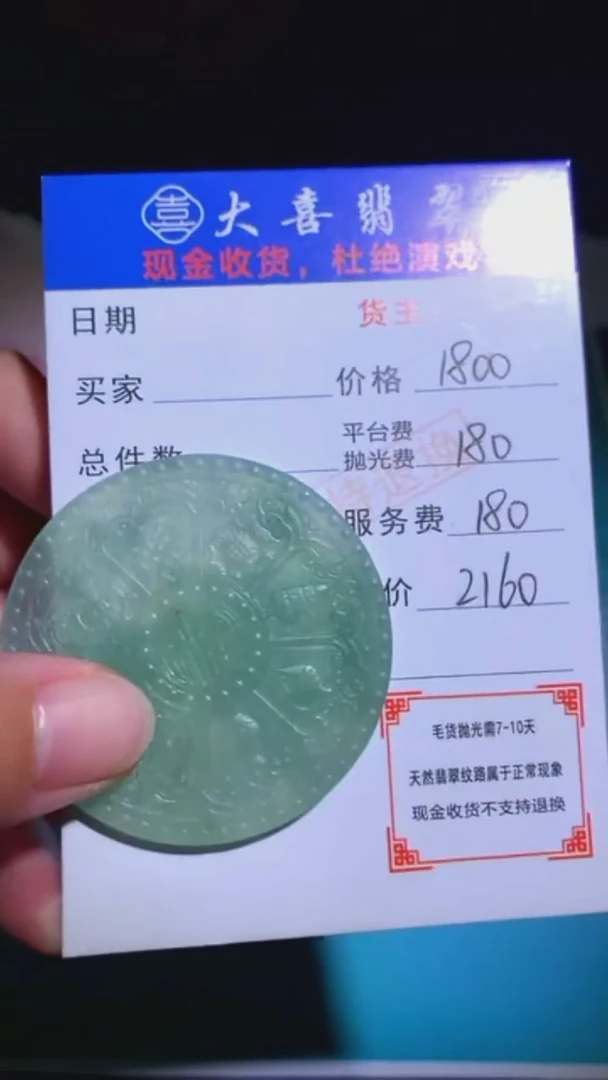 大喜翡翠
现金收货，杜绝演戏
日期
货主
买家 价格 1800
总件数
平台费
抛光费 180
服务费 180
价 2160
毛货抛光需7-10天
天然翡翠纹路属于正常现象
现金收货不支持退换